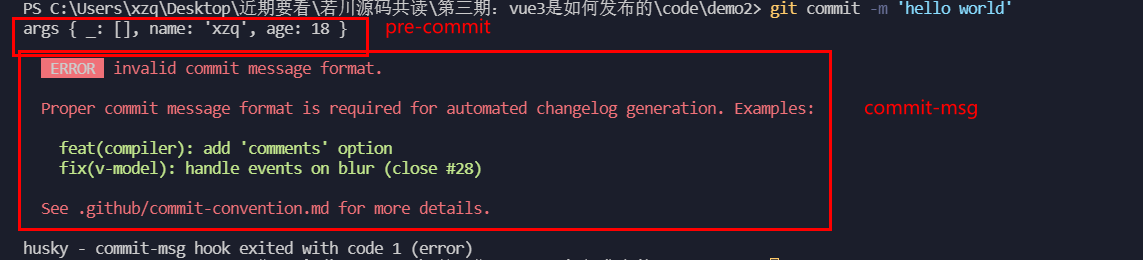 PS C:\Users\xzq\Desktop\近期要看\若川源码共读\第三期：vue3是如何发布的\code\demo2> git commit -m 'hello world'
args { _: [], name: 'xzq', age: 18 } pre-commit
ERROR invalid commit message format.
Proper commit message format is required for automated changelog generation. Examples: commit-msg
feat(compiler): add 'comments' option
fix(v-model): handle events on blur (close #28)
See .github/commit-convention.md for more details.
husky - commit-msg hook exited with code 1 (error)